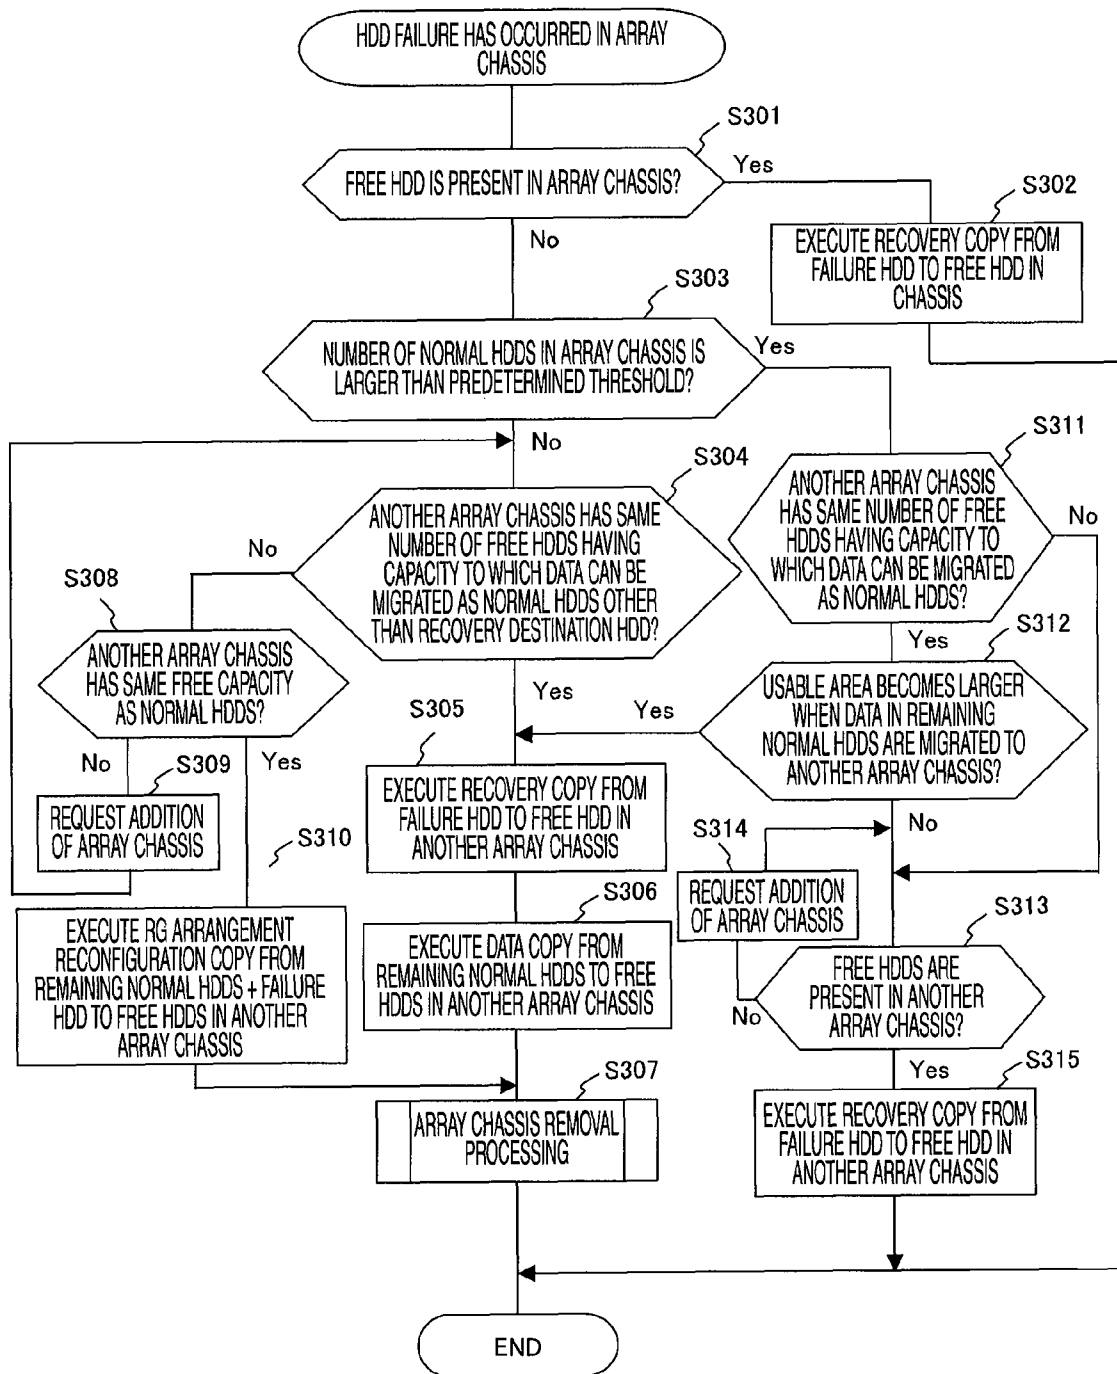 HDD FAILURE HAS OCCURRED IN ARRAY
CHASSIS
S301
FREE HDD IS PRESENT IN ARRAY CHASSIS?
Yes
No
S302
EXECUTE RECOVERY COPY FROM
FAILURE HDD TO FREE HDD IN
CHASSIS
S303
NUMBER OF NORMAL HDDS IN ARRAY CHASSIS IS
LARGER THAN PREDETERMINED THRESHOLD?
Yes
No
S304
ANOTHER ARRAY CHASSIS HAS SAME
NUMBER OF FREE HDDS HAVING
CAPACITY TO WHICH DATA CAN BE
MIGRATED AS NORMAL HDDS OTHER
THAN RECOVERY DESTINATION HDD?
No
Yes
S311
ANOTHER ARRAY CHASSIS
HAS SAME NUMBER OF FREE
HDDS HAVING CAPACITY TO
WHICH DATA CAN BE MIGRATED
AS NORMAL HDDS?
No
Yes
S308
ANOTHER ARRAY CHASSIS
HAS SAME FREE CAPACITY
AS NORMAL HDDS?
No
Yes
S312
USABLE AREA BECOMES LARGER
WHEN DATA IN REMAINING
NORMAL HDDS ARE MIGRATED TO
ANOTHER ARRAY CHASSIS?
Yes
No
S305
EXECUTE RECOVERY COPY FROM
FAILURE HDD TO FREE HDD IN
ANOTHER ARRAY CHASSIS
S309
REQUEST ADDITION
OF ARRAY CHASSIS
S310
EXECUTE RG ARRANGEMENT
RECONFIGURATION COPY FROM
REMAINING NORMAL HDDS + FAILURE
HDD TO FREE HDDS IN ANOTHER
ARRAY CHASSIS
S306
EXECUTE DATA COPY FROM
REMAINING NORMAL HDDS TO FREE
HDDS IN ANOTHER ARRAY CHASSIS
S314
REQUEST ADDITION
OF ARRAY CHASSIS
S313
FREE HDDS ARE
PRESENT IN ANOTHER
ARRAY CHASSIS?
No
Yes
S307
ARRAY CHASSIS REMOVAL
PROCESSING
S315
EXECUTE RECOVERY COPY FROM
FAILURE HDD TO FREE HDD IN
ANOTHER ARRAY CHASSIS
END